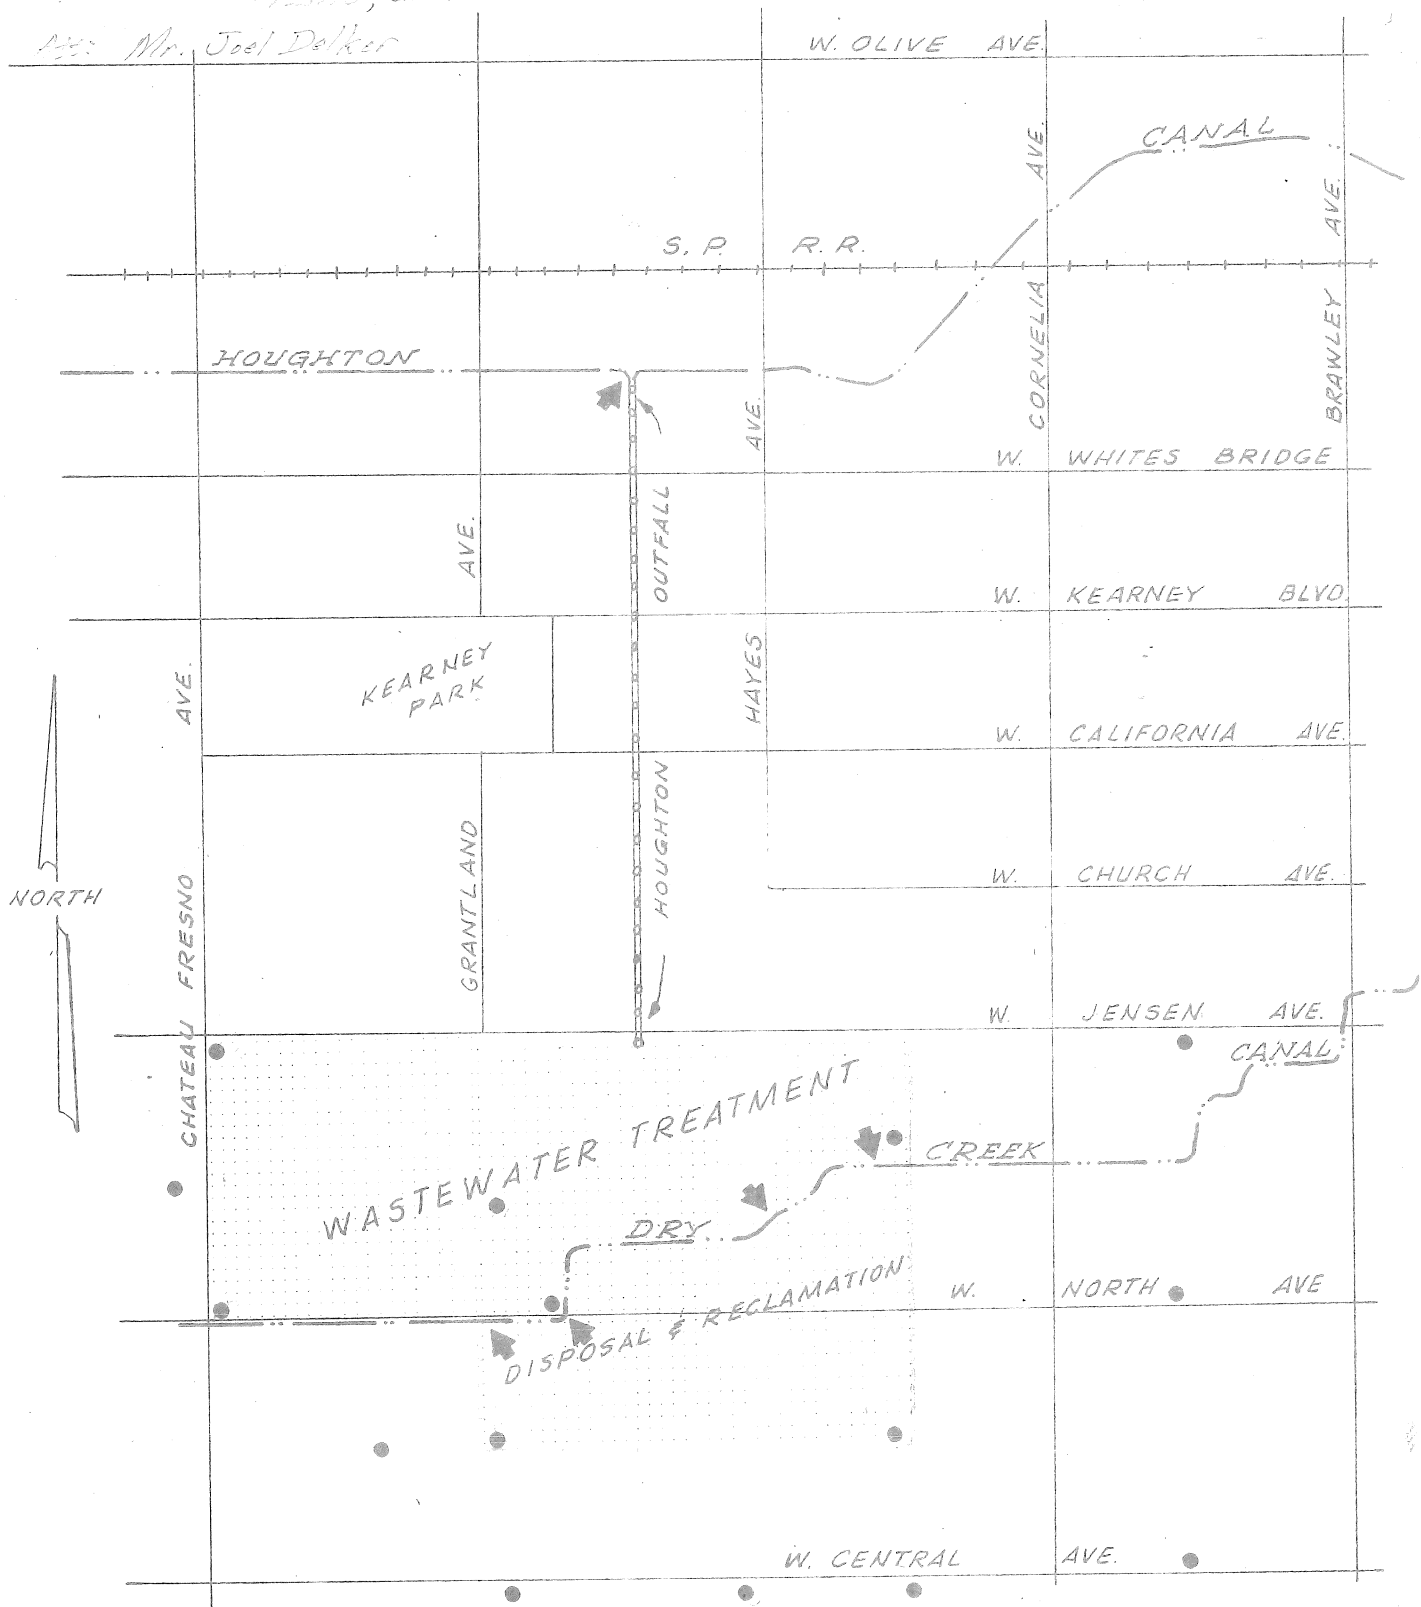 Mr. Joel Delker
W. OLIVE AVE.
CANAL
CORNELIA AVE.
BRAWLEY AVE.
S. P. R. R.
HOUGHTON
HAYES AVE.
W. WHITES BRIDGE
GRANTLAND AVE.
HOUGHTON OUTFALL
W. KEARNEY BLVD.
KEARNEY
PARK
CHATEAU FRESNO AVE.
W. CALIFORNIA AVE.
NORTH
W. CHURCH AVE.
W. JENSEN AVE.
CANAL
WASTEWATER TREATMENT
CREEK
DRY
DISPOSAL & RECLAMATION
W. NORTH AVE
W. CENTRAL AVE.